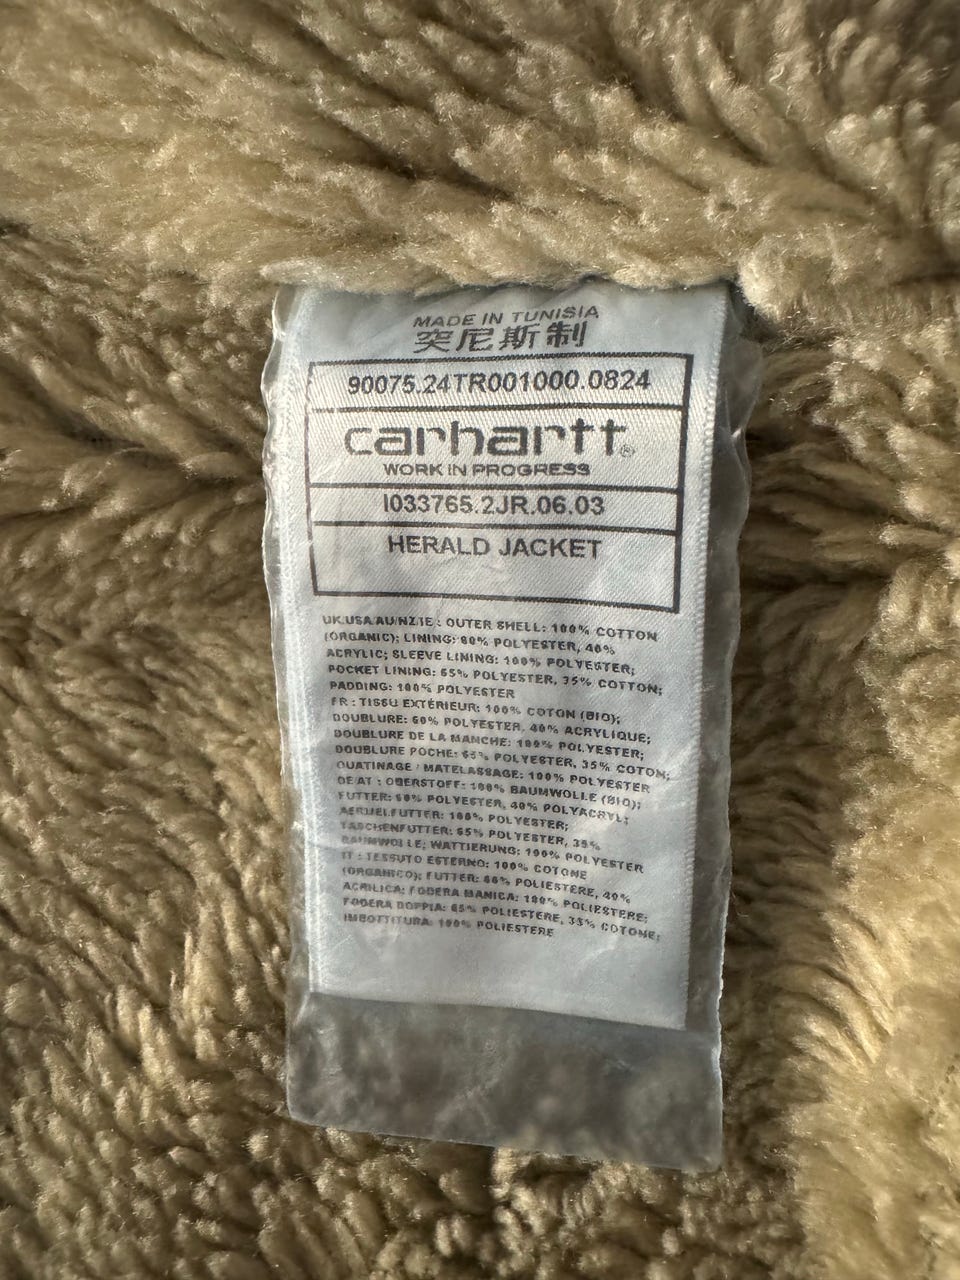 MADE IN TUNISIA
突尼斯制
90075.24TR001000.0824
carhartt®
WORK IN PROGRESS
I033765.2JR.06.03
HERALD JACKET
UK,USA,AU/NZ,IE : OUTER SHELL: 100% COTTON
(ORGANIC); LINING: 60% POLYESTER, 40%
ACRYLIC; SLEEVE LINING: 100% POLYESTER;
POCKET LINING: 65% POLYESTER, 35% COTTON;
PADDING: 100% POLYESTER
FR : TISSU EXTÉRIEUR: 100% COTON (BIO);
DOUBLURE: 60% POLYESTER, 40% ACRYLIQUE;
DOUBLURE DE LA MANCHE: 100% POLYESTER;
DOUBLURE POCHE: 65% POLYESTER, 35% COTON;
OUATINAGE / MATELASSAGE: 100% POLYESTER
DE/AT : OBERSTOFF: 100% BAUMWOLLE (BIO);
FUTTER: 60% POLYESTER, 40% POLYACRYL;
AERMELFUTTER: 100% POLYESTER;
TASCHENFUTTER: 65% POLYESTER, 35%
BAUMWOLLE; WATTIERUNG: 100% POLYESTER
IT : TESSUTO ESTERNO: 100% COTONE
(ORGANICO); FUTTER: 60% POLIESTERE, 40%
ACRILICA; FODERA MANICA: 100% POLIESTERE;
FODERA DOPPIA: 65% POLIESTERE, 35% COTONE;
IMBOTTITURA: 100% POLIESTERE